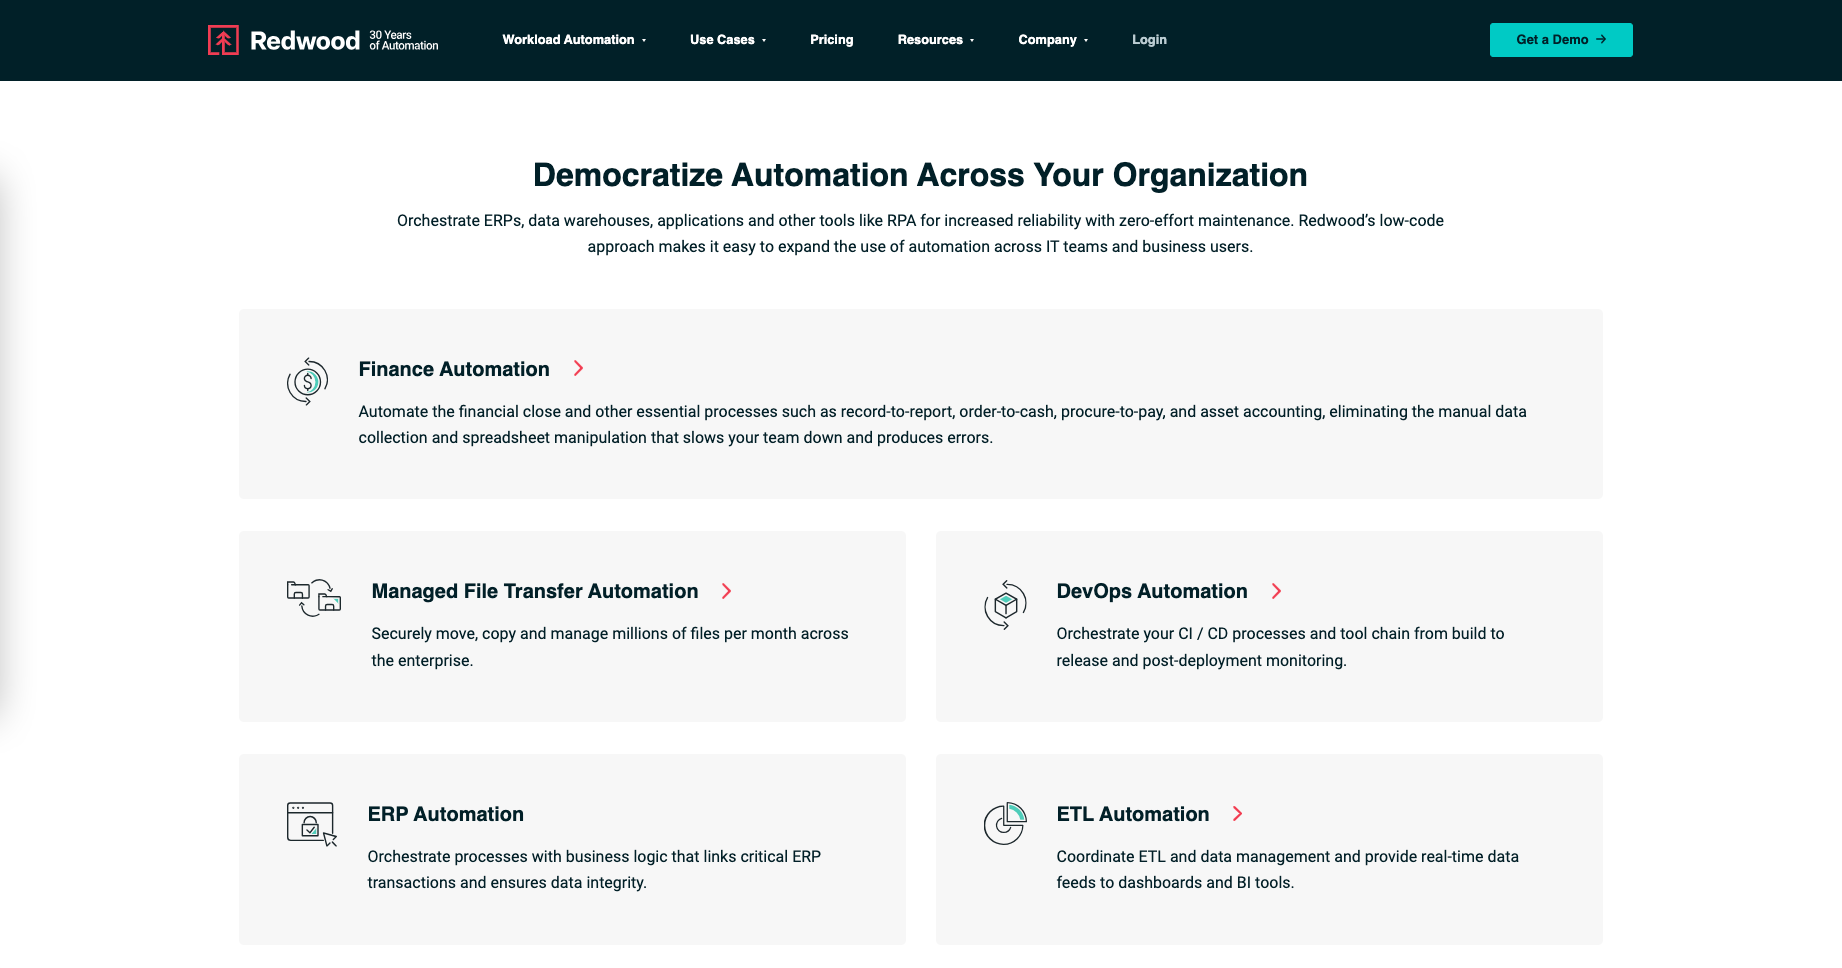 Redwood
30 Years
of Automation
Workload Automation
Use Cases
Pricing
Resources
Company
Login
Get a Demo →
Democratize Automation Across Your Organization
Orchestrate ERPs, data warehouses, applications and other tools like RPA for increased reliability with zero-effort maintenance. Redwood’s low-code
approach makes it easy to expand the use of automation across IT teams and business users.
Finance Automation
Automate the financial close and other essential processes such as record-to-report, order-to-cash, procure-to-pay, and asset accounting, eliminating the manual data
collection and spreadsheet manipulation that slows your team down and produces errors.
Managed File Transfer Automation
Securely move, copy and manage millions of files per month across
the enterprise.
DevOps Automation
Orchestrate your CI / CD processes and tool chain from build to
release and post-deployment monitoring.
ERP Automation
Orchestrate processes with business logic that links critical ERP
transactions and ensures data integrity.
ETL Automation
Coordinate ETL and data management and provide real-time data
feeds to dashboards and BI tools.